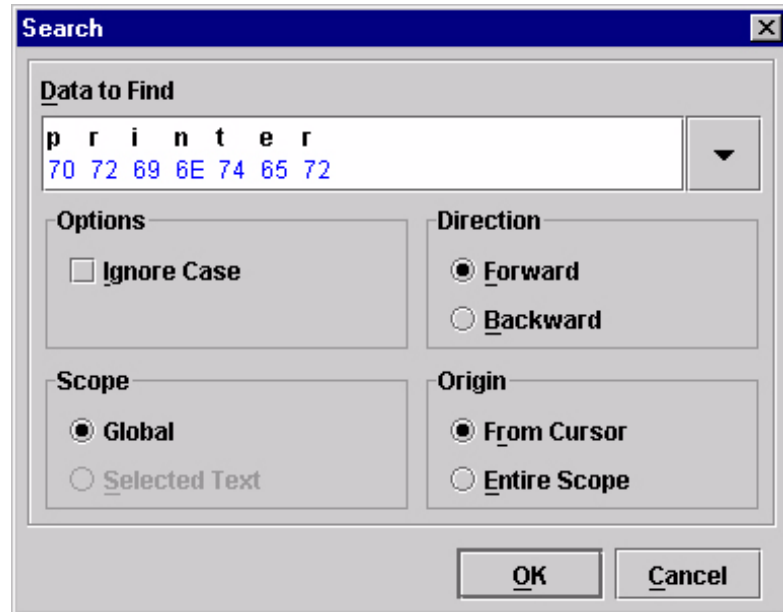 Search
Data to Find
p r i n t e r
70 72 69 6E 74 65 72
Options
Ignore Case
Direction
Forward
Backward
Scope
Global
Selected Text
Origin
From Cursor
Entire Scope
OK Cancel